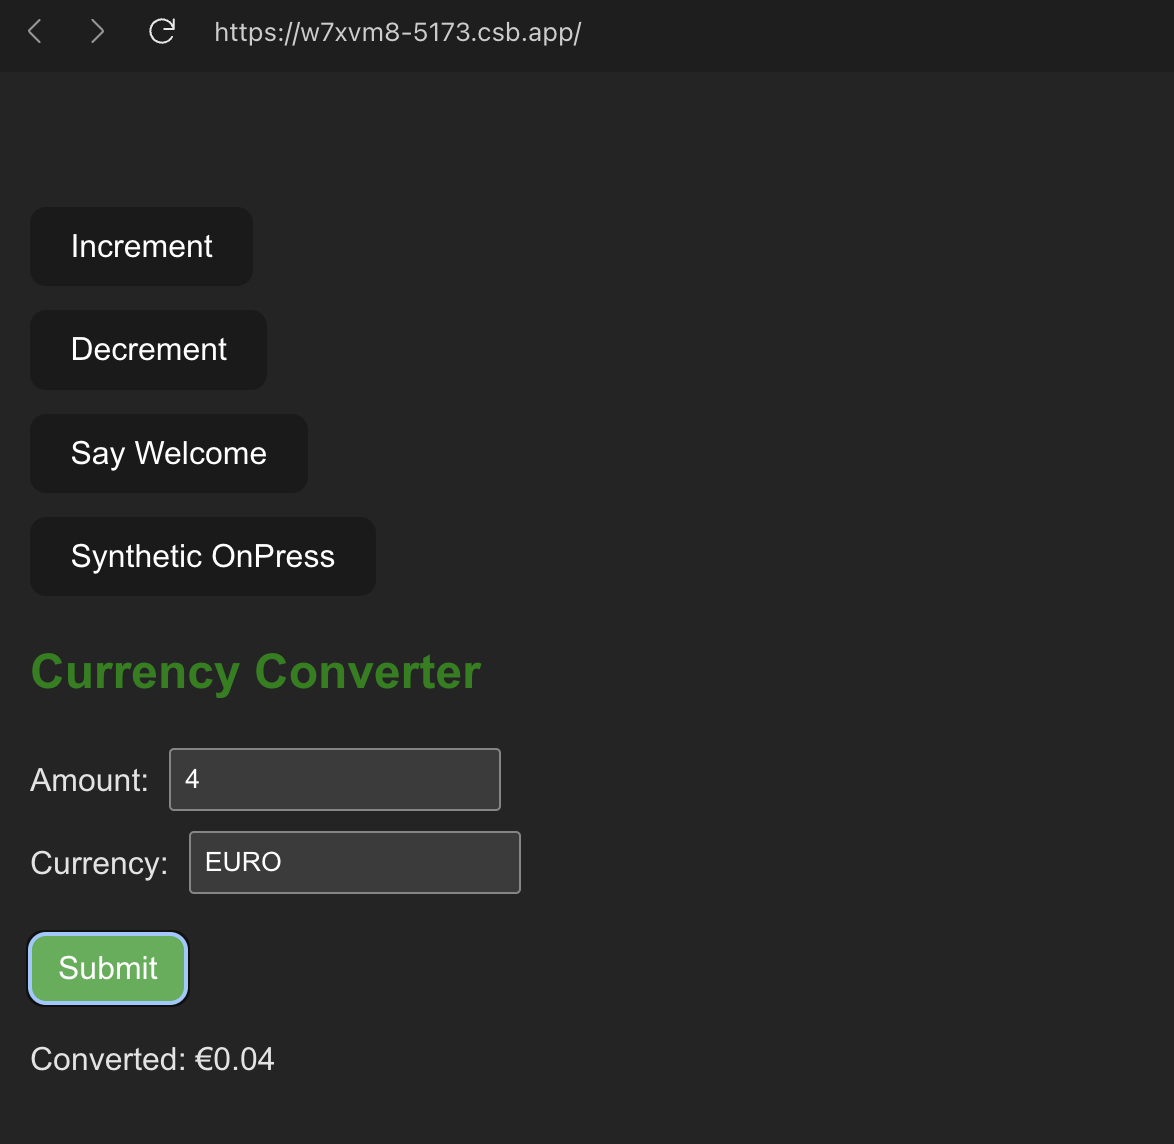 https://w7xvm8-5173.csb.app/
Increment
Decrement
Say Welcome
Synthetic OnPress
Currency Converter
Amount: 4
Currency: EURO
Submit
Converted: €0.04